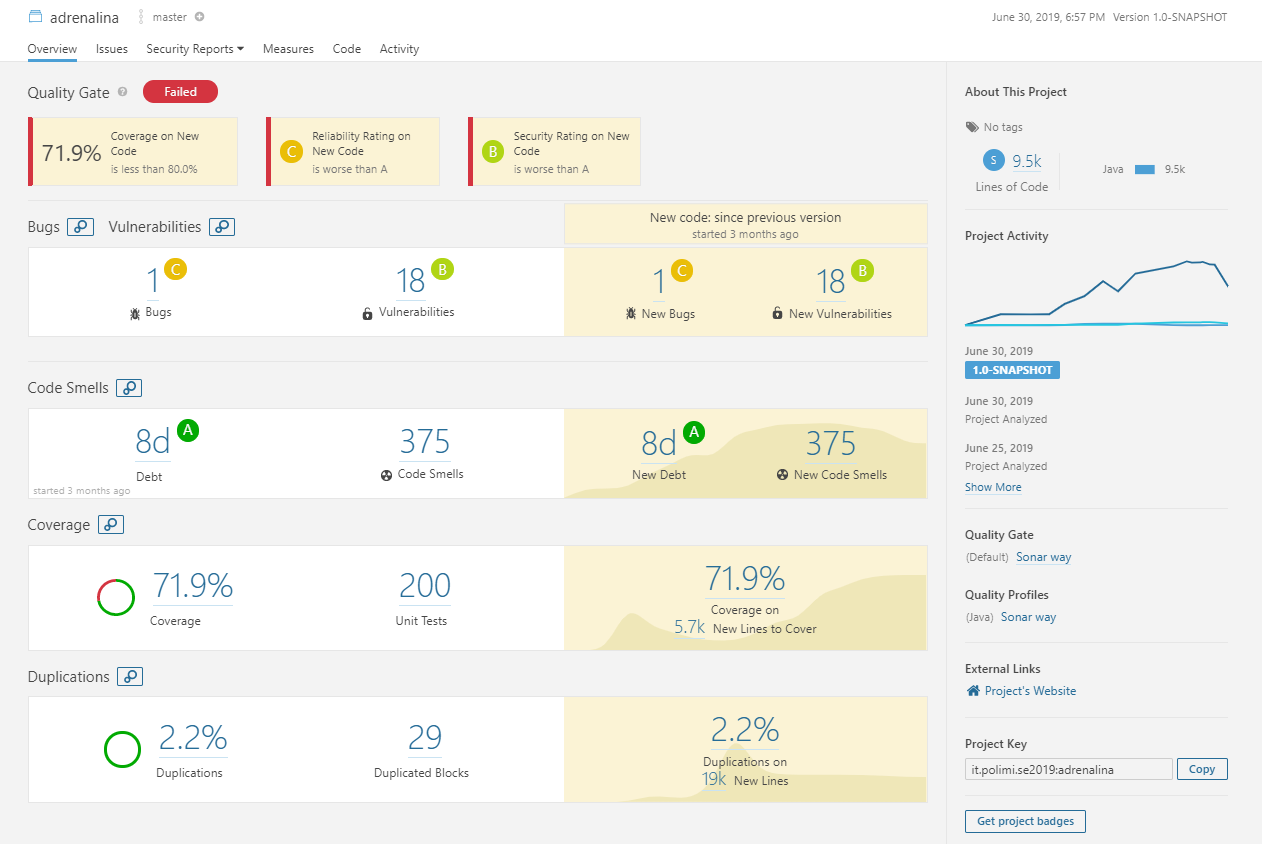 adrenalina master
June 30, 2019, 6:57 PM Version 1.0-SNAPSHOT
Overview Issues Security Reports Measures Code Activity
Quality Gate ? Failed
71.9%
Coverage on New
Code
is less than 80.0%
C
Reliability Rating on
New Code
is worse than A
B
Security Rating on New
Code
is worse than A
Bugs Vulnerabilities
New code: since previous version
started 3 months ago
1 C
Bugs
18 B
Vulnerabilities
1 C
New Bugs
18 B
New Vulnerabilities
Code Smells
8d A
Debt
started 3 months ago
375
Code Smells
8d A
New Debt
375
New Code Smells
Coverage
71.9%
Coverage
200
Unit Tests
71.9%
Coverage on
5.7k New Lines to Cover
Duplications
2.2%
Duplications
29
Duplicated Blocks
2.2%
Duplications on
19k New Lines
About This Project
No tags
S 9.5k
Lines of Code
Java 9.5k
Project Activity
June 30, 2019
1.0-SNAPSHOT
June 30, 2019
Project Analyzed
June 25, 2019
Project Analyzed
Show More
Quality Gate
(Default) Sonar way
Quality Profiles
(Java) Sonar way
External Links
Project's Website
Project Key
it.polimi.se2019:adrenalina Copy
Get project badges